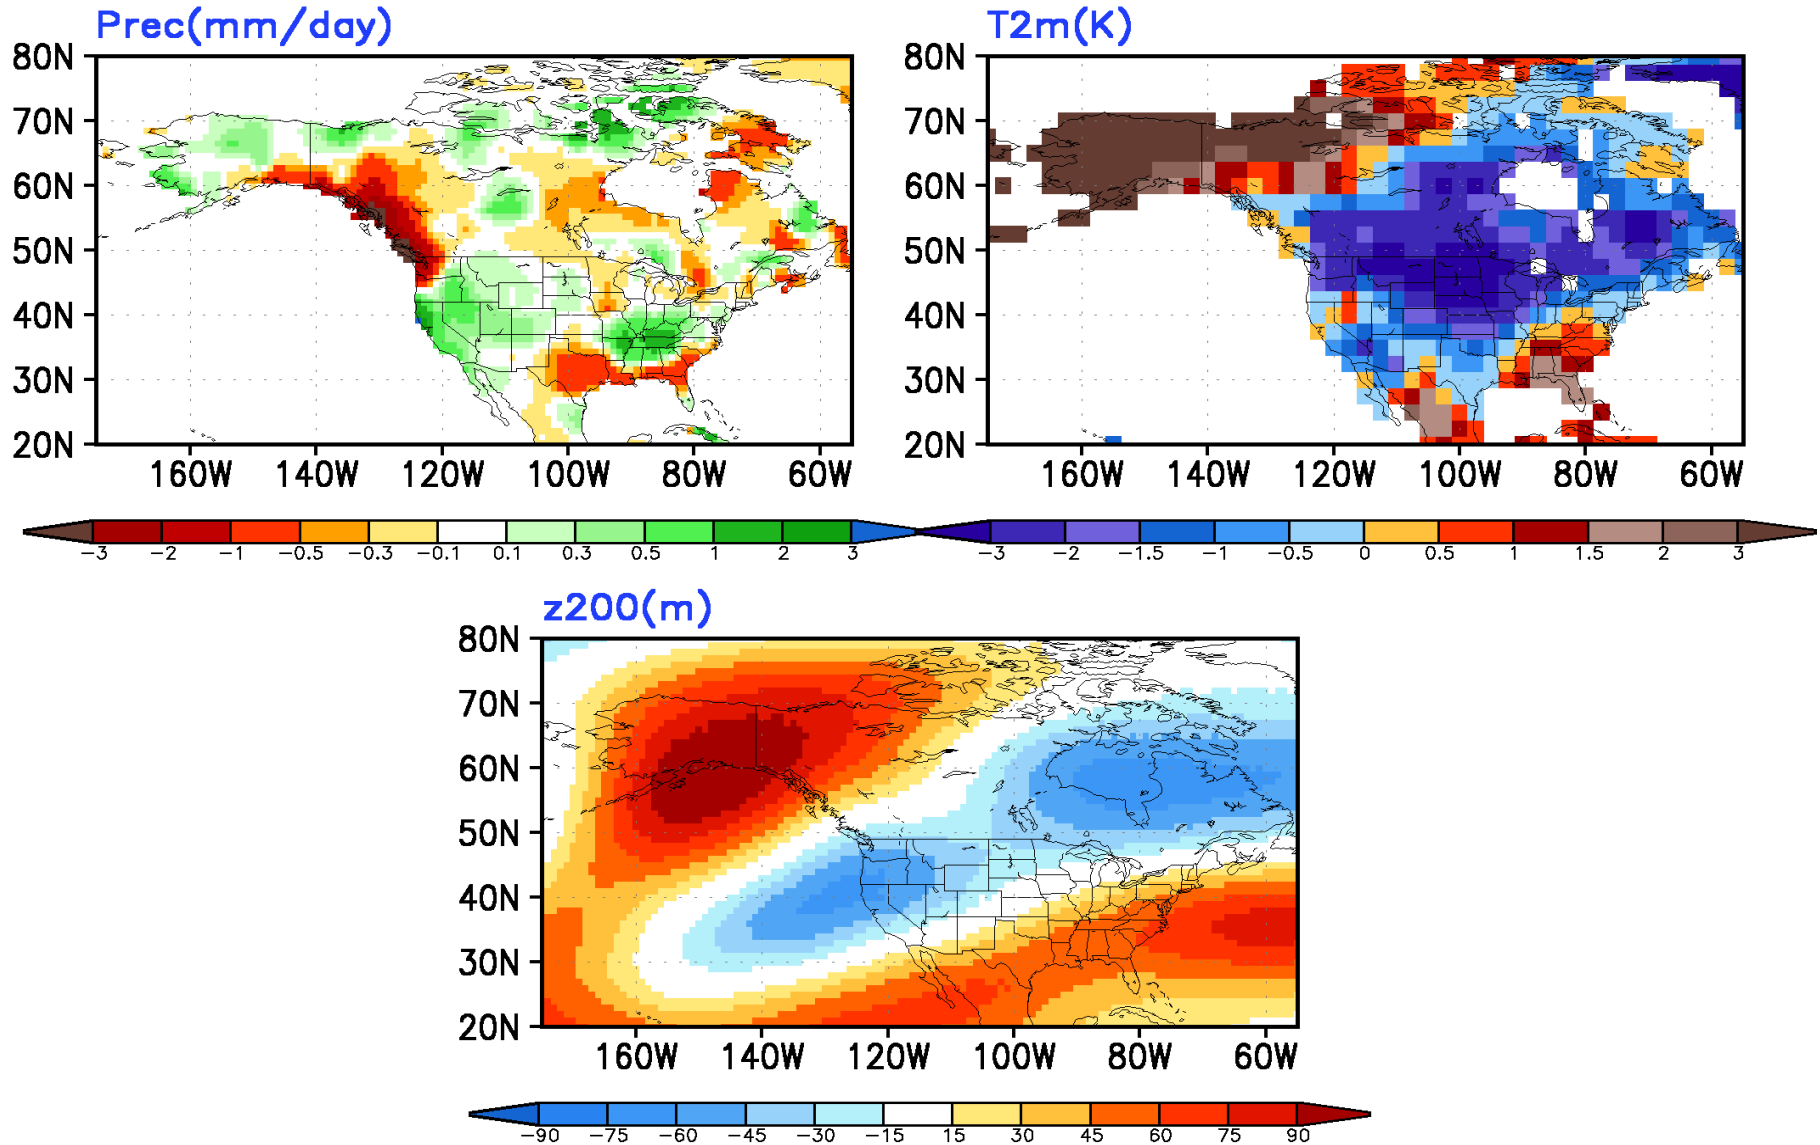 Prec(mm/day)
80N
70N
60N
50N
40N
30N
20N
160W 140W 120W 100W 80W 60W
-3 -2 -1 -0.5 -0.3 -0.1 0.1 0.3 0.5 1 2 3
T2m(K)
80N
70N
60N
50N
40N
30N
20N
160W 140W 120W 100W 80W 60W
-3 -2 -1.5 -1 -0.5 0 0.5 1 1.5 2 3
z200(m)
80N
70N
60N
50N
40N
30N
20N
160W 140W 120W 100W 80W 60W
-90 -75 -60 -45 -30 -15 15 30 45 60 75 90